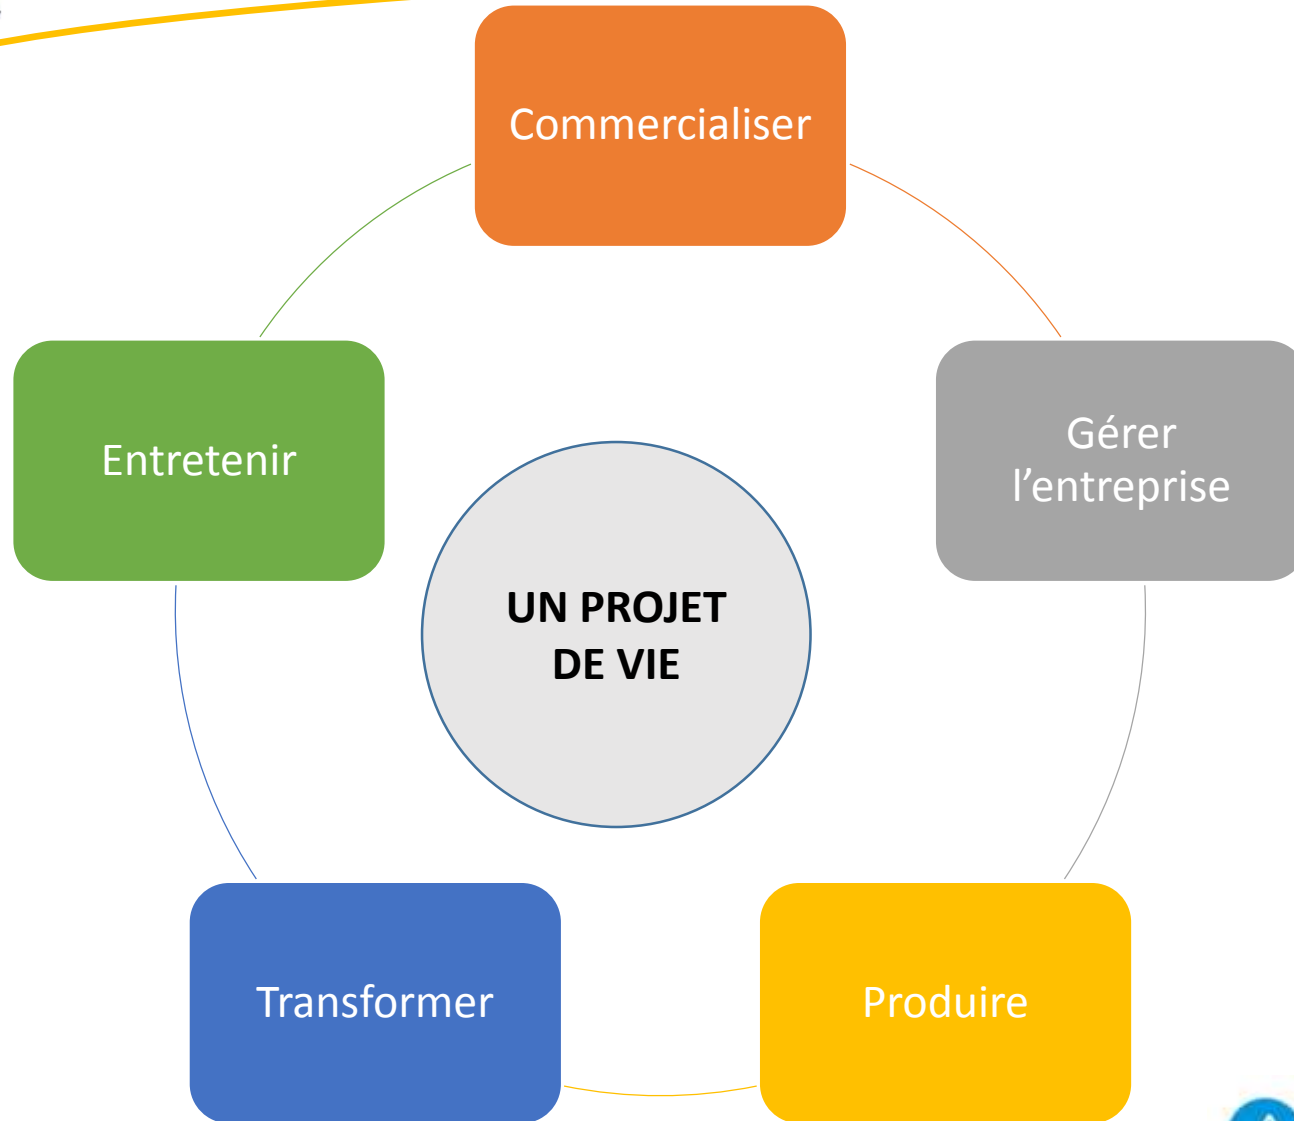 Commercialiser
Gérer
l’entreprise
Entretenir
UN PROJET
DE VIE
Transformer
Produire